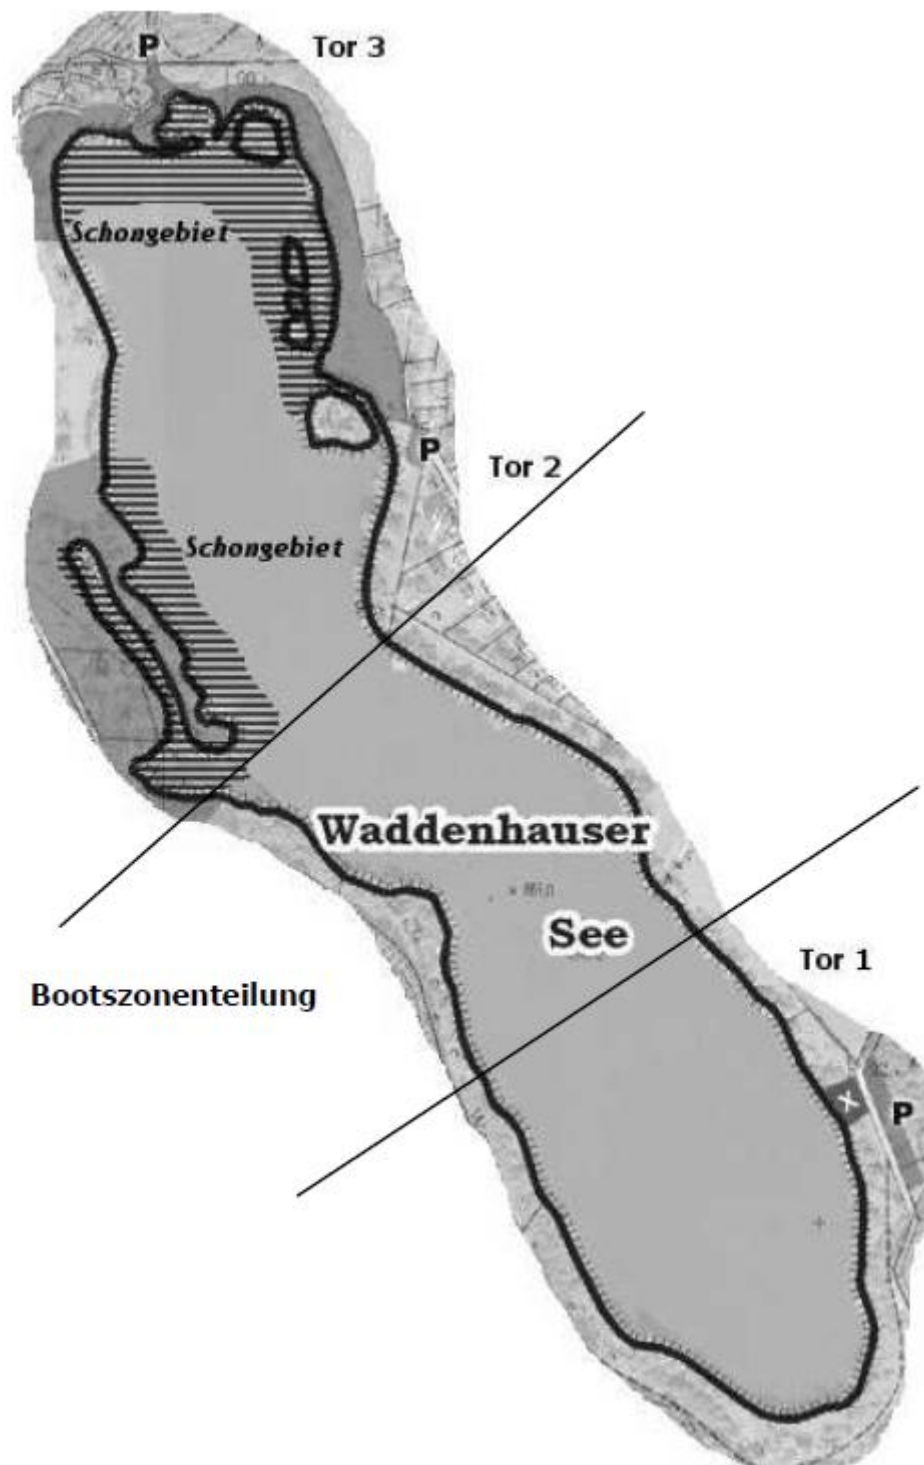 P
Tor 3
Schongebiet
P
Tor 2
Schongebiet
Waddenhauser
See
Tor 1
Bootszonenteilung
X
P